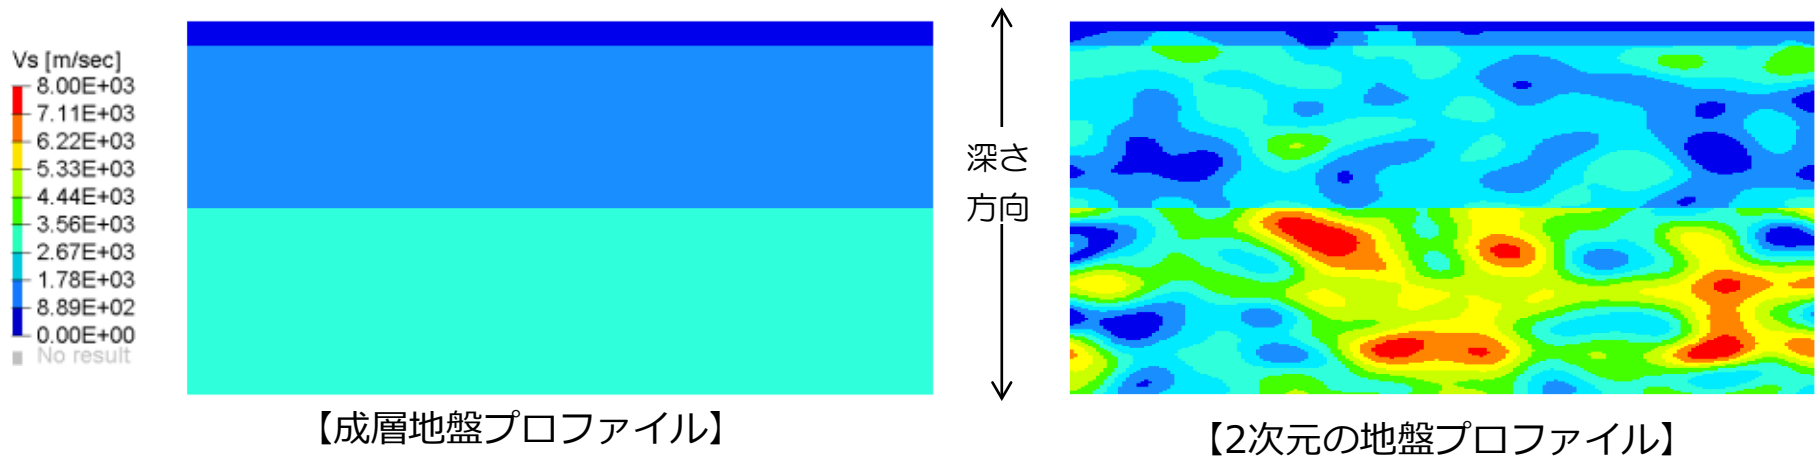 Vs [m/sec]
8.00E+03
7.11E+03
6.22E+03
5.33E+03
4.44E+03
3.56E+03
2.67E+03
1.78E+03
8.89E+02
0.00E+00
No result
深さ
方向
【成層地盤プロファイル】
【2次元の地盤プロファイル】